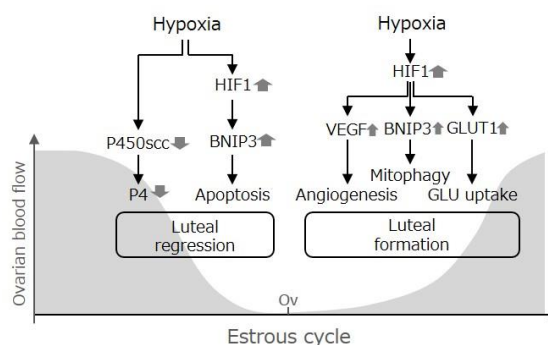 Hypoxia
HIF1
P450scc
BNIP3
P4
Apoptosis
Luteal
regression
Hypoxia
HIF1
VEGF
BNIP3
GLUT1
Mitophagy
Angiogenesis
GLU uptake
Luteal
formation
Ovarian blood flow
Ov
Estrous cycle